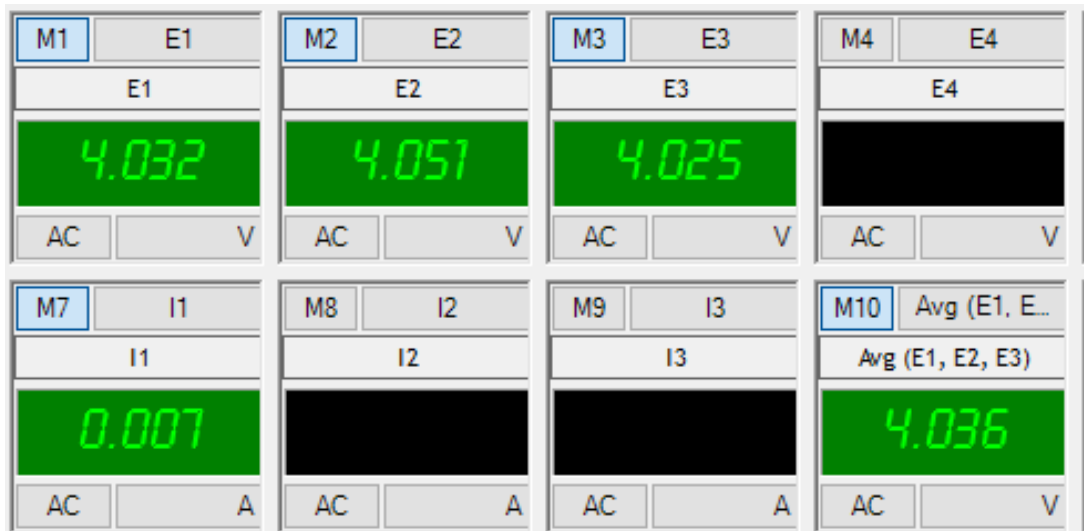 M1 E1 M2 E2 M3 E3 M4 E4
E1 E2 E3 E4
4.032 4.051 4.025
AC V AC V AC V AC V
M7 I1 M8 I2 M9 I3 M10 Avg (E1, E...
I1 I2 I3 Avg (E1, E2, E3)
0.007 4.036
AC A AC A AC A AC V